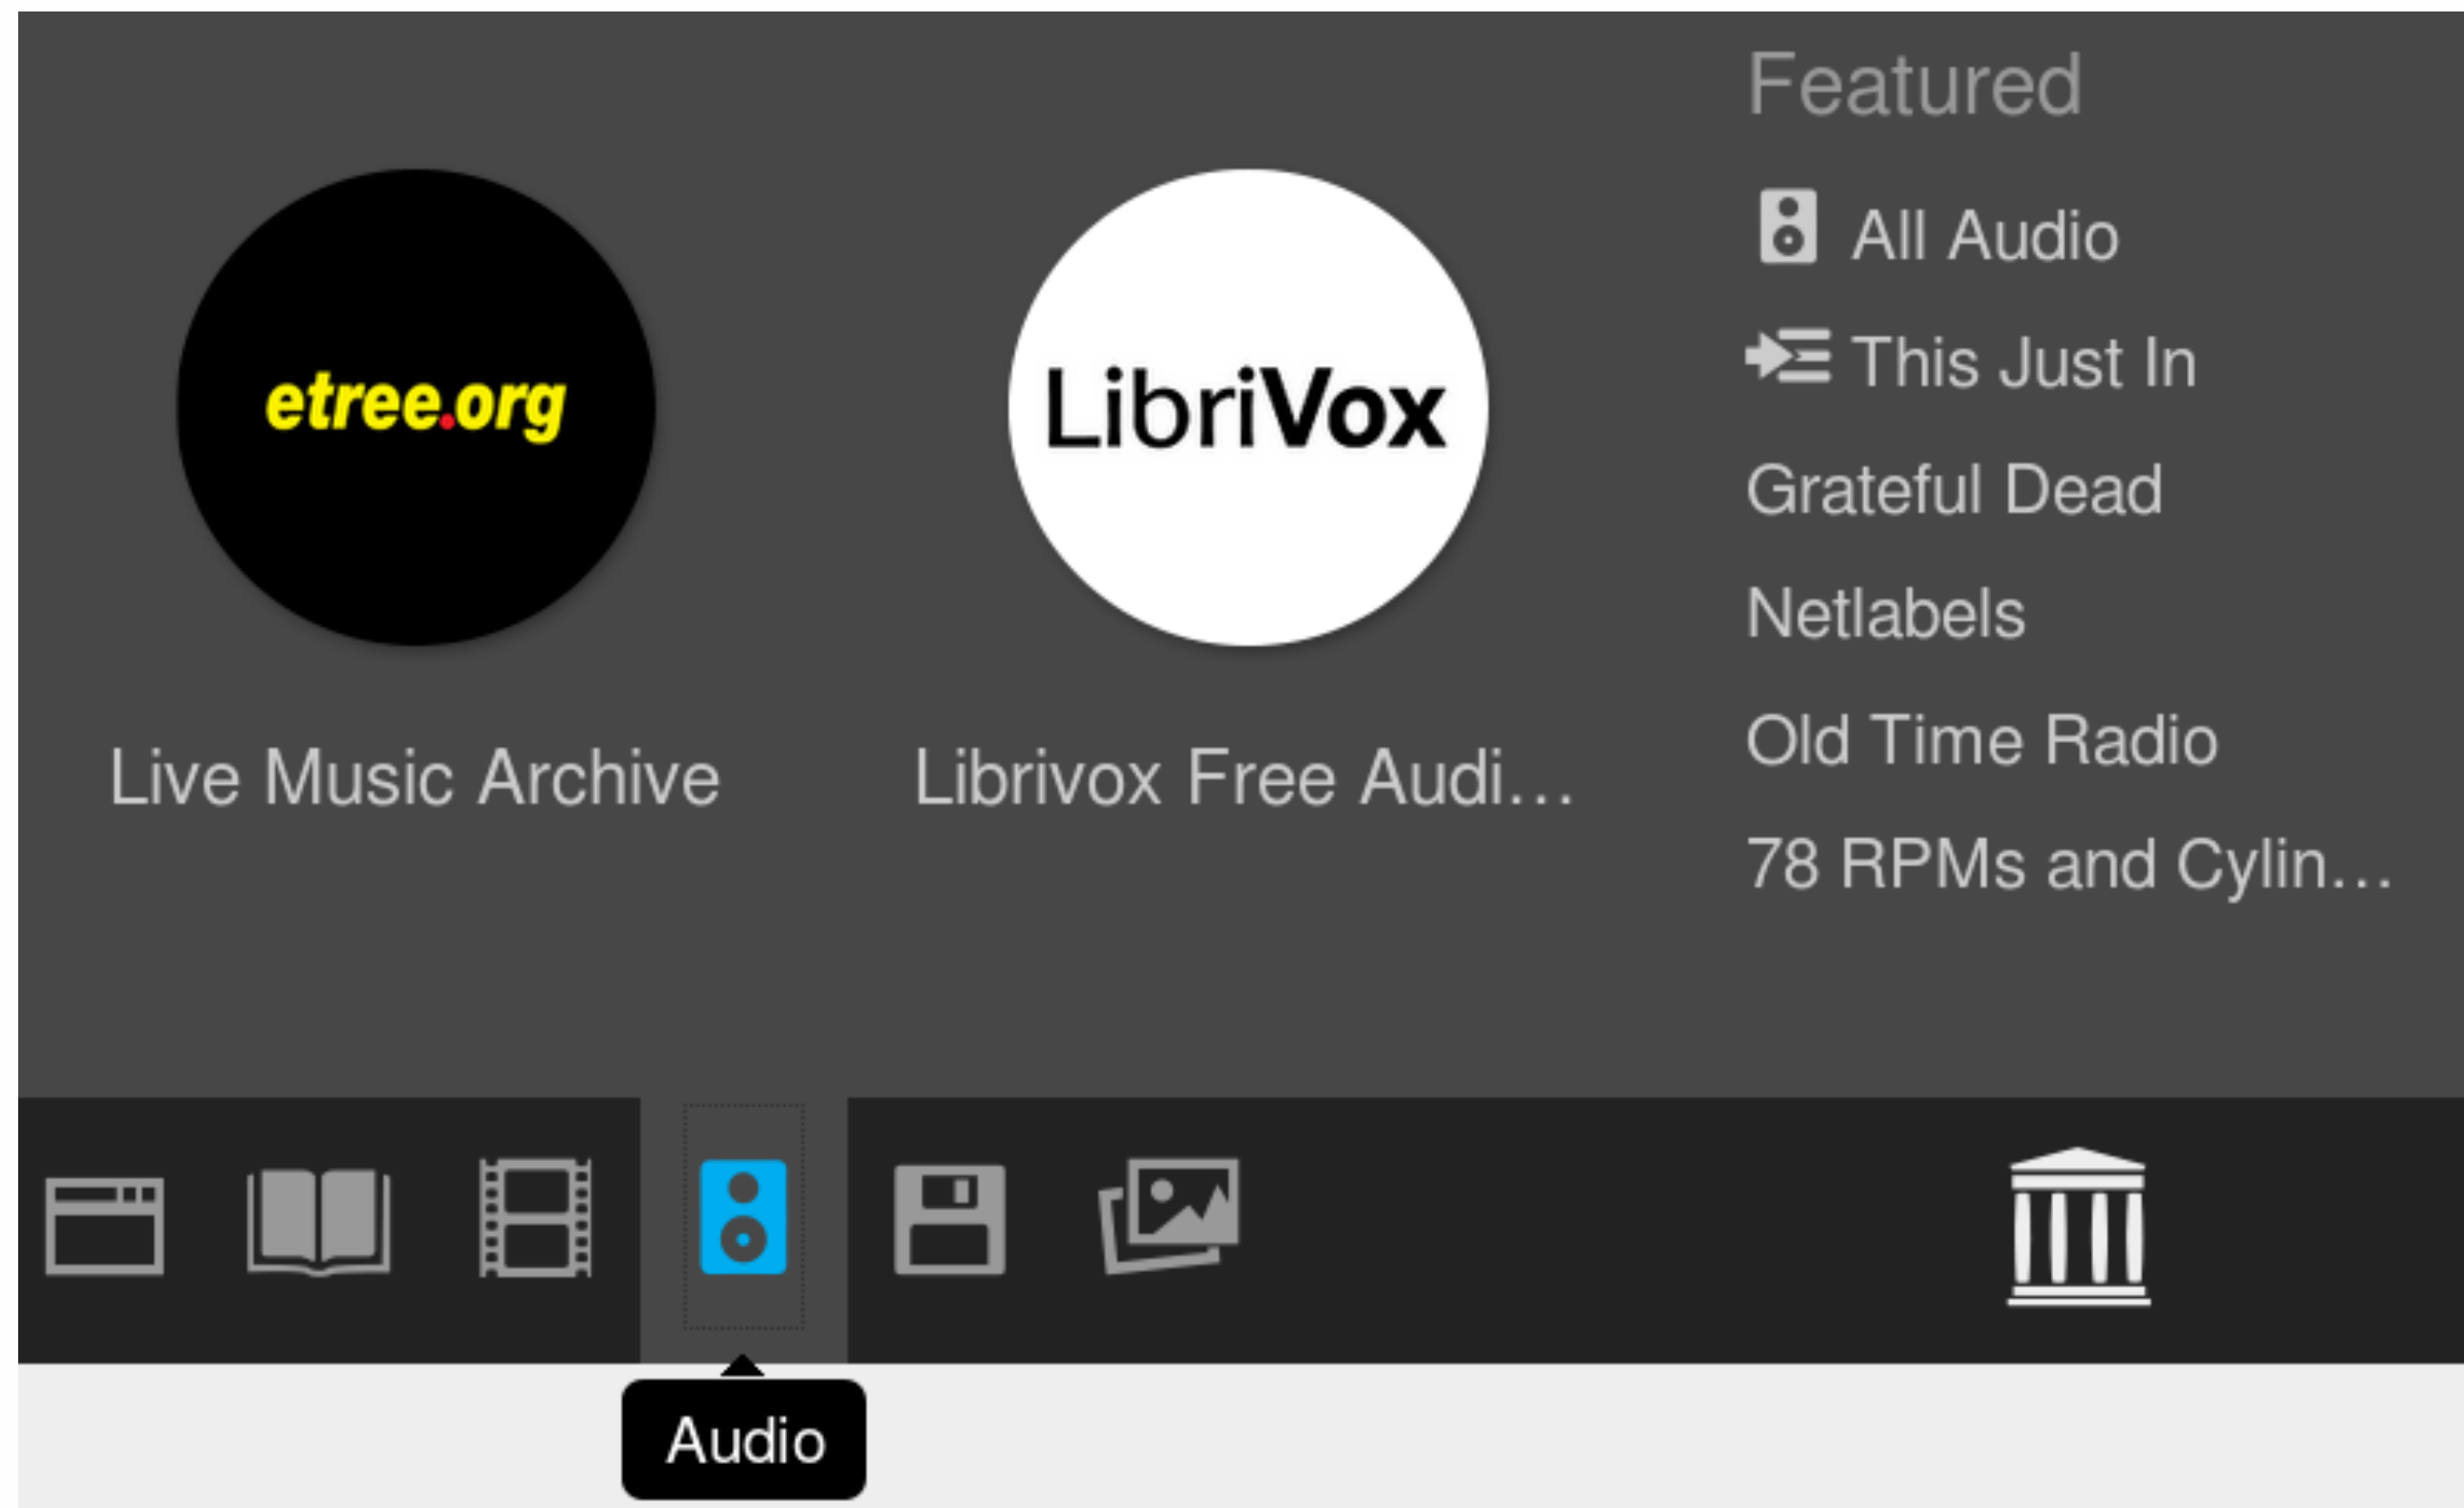 etree.org
Live Music Archive
LibriVox
Librivox Free Audi...
Featured
All Audio
This Just In
Grateful Dead
Netlabels
Old Time Radio
78 RPMs and Cylin...
Audio